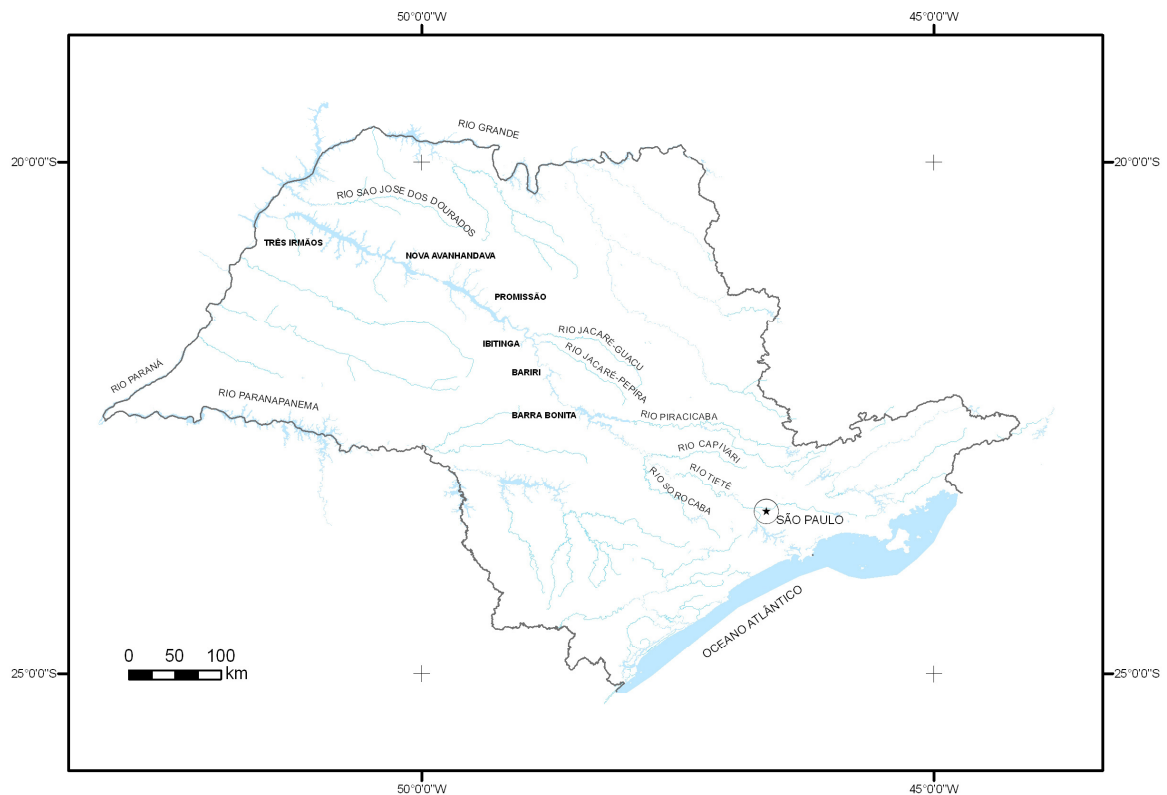 50°0'0"W
45°0'0"W
RIO GRANDE
20°0'0"S
20°0'0"S
RIO SAO JOSE DOS DOURADOS
TRÊS IRMÃOS
NOVA AVANHANDAVA
PROMISSÃO
RIO JACARÉ-GUACU
IBITINGA
RIO JACARÉ-PEPIRA
BARIRI
RIO PARANÁ
RIO PARANAPANEMA
BARRA BONITA
RIO PIRACICABA
RIO CAPIVARI
RIO TIETÊ
RIO SOROCABA
SÃO PAULO
OCEANO ATLÂNTICO
0 50 100
km
25°0'0"S
25°0'0"S
50°0'0"W
45°0'0"W